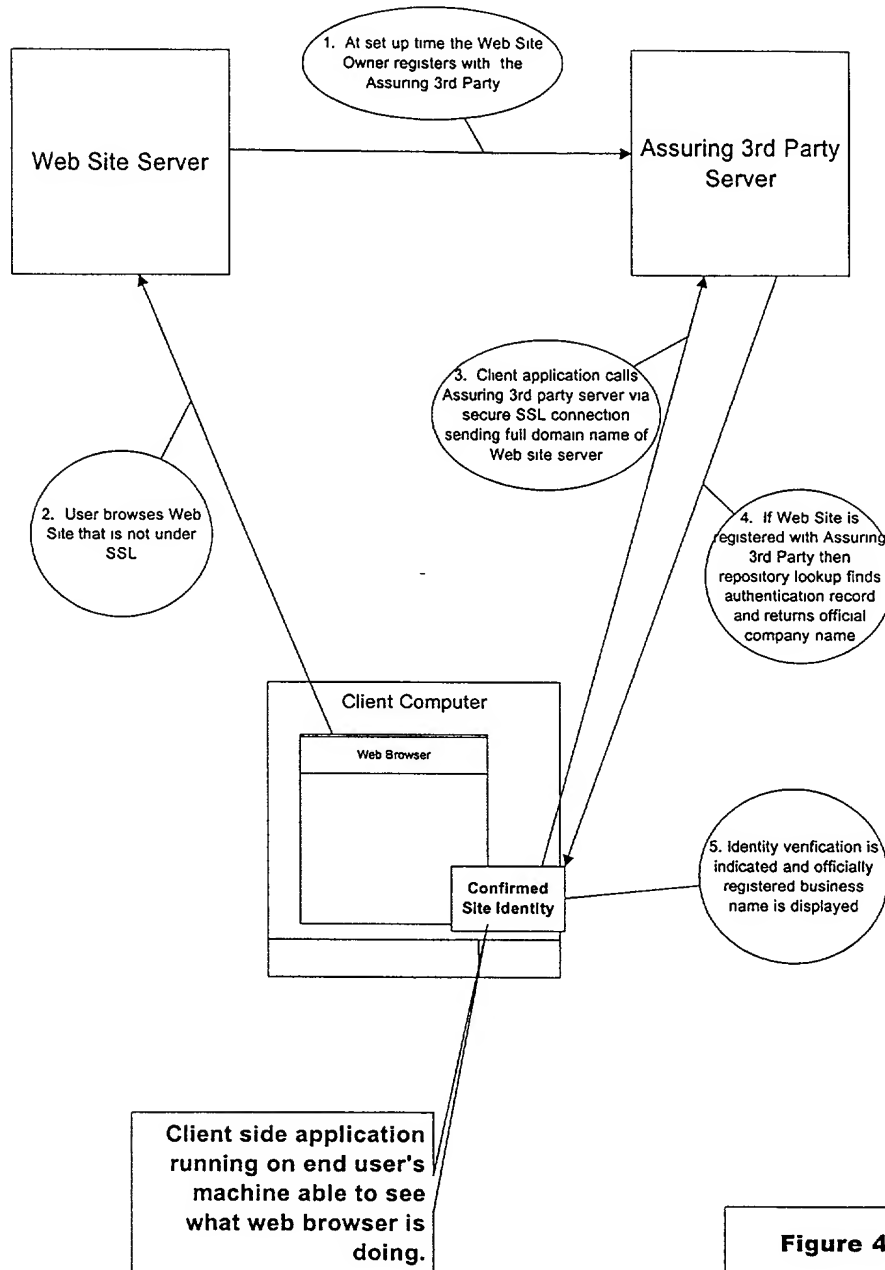 1. At set up time the Web Site
Owner registers with the
Assuring 3rd Party
Web Site Server
Assuring 3rd Party
Server
3. Client application calls
Assuring 3rd party server via
secure SSL connection
sending full domain name of
Web site server
2. User browses Web
Site that is not under
SSL
4. If Web Site is
registered with Assuring
3rd Party then
repository lookup finds
authentication record
and returns official
company name
Client Computer
Web Browser
Confirmed
Site Identity
5. Identity verification is
indicated and officially
registered business
name is displayed
Client side application
running on end user's
machine able to see
what web browser is
doing.
Figure 4